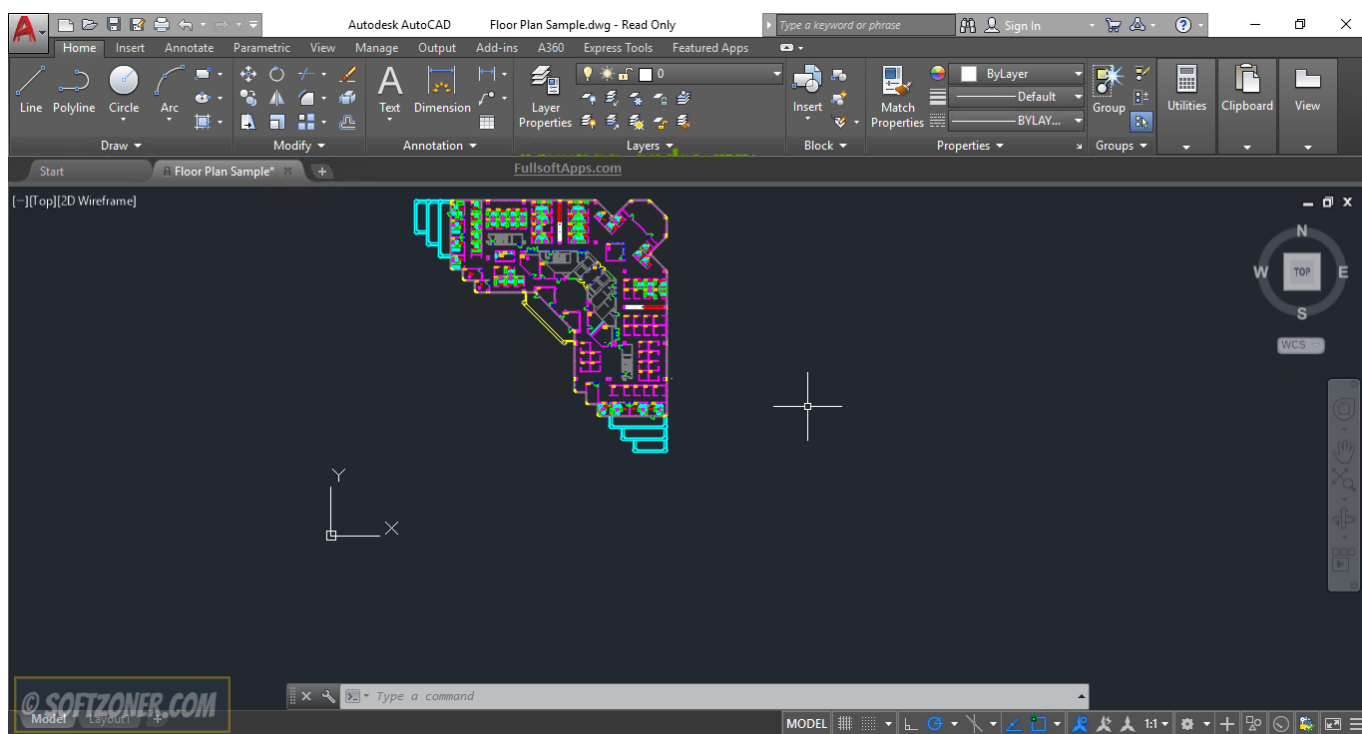 Autodesk AutoCAD Floor Plan Sample.dwg - Read Only Type a keyword or phrase Sign In
Home Insert Annotate Parametric View Manage Output Add-ins A360 Express Tools Featured Apps
0 ByLayer
Default
Line Polyline Circle Arc Text Dimension Layer Properties Insert Match Properties BYLAY... Group Utilities Clipboard View
Draw Modify Annotation Layers Block Properties Groups
Start Floor Plan Sample* + FullsoftApps.com
[−][Top][2D Wireframe]
N
W TOP E
S
WCS
Y
X
>_ Type a command
© SOFTZONER.COM
Model Layout1 + MODEL 1:1